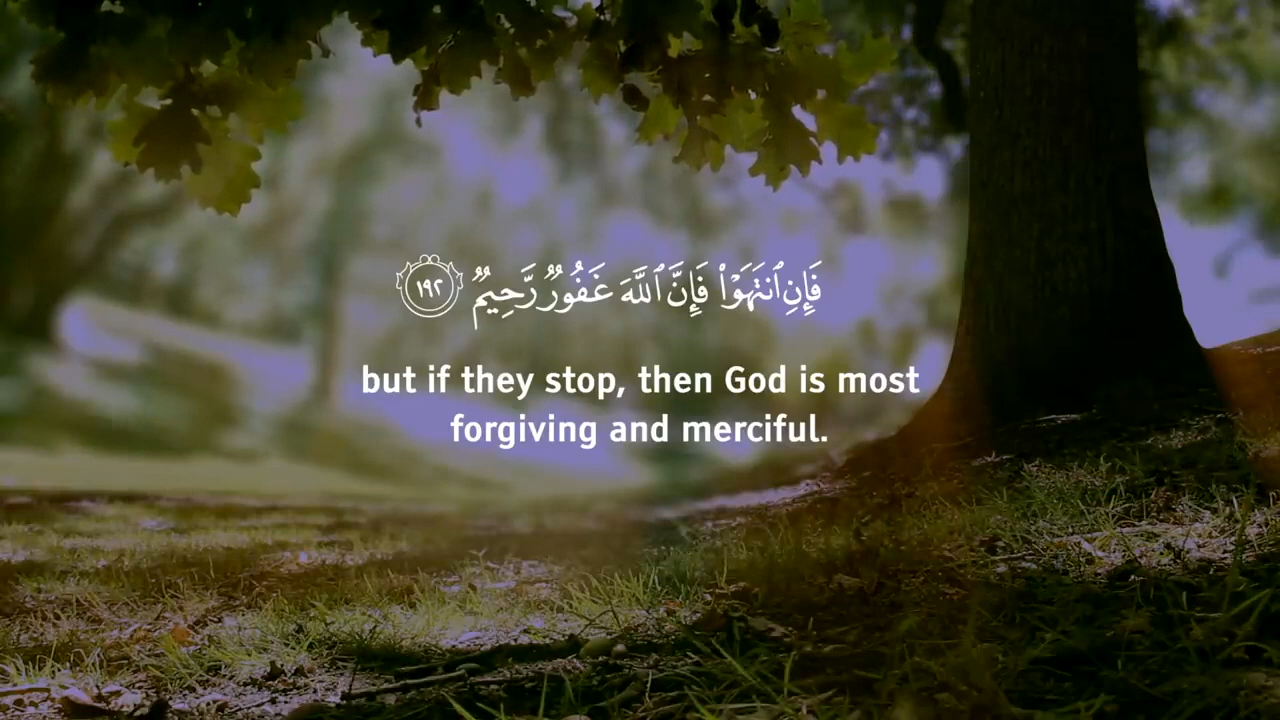 فَإِنِ ٱنتَهَوْا۟ فَإِنَّ ٱللَّهَ غَفُورٌ رَّحِيمٌ ١٩٢
but if they stop, then God is most
forgiving and merciful.